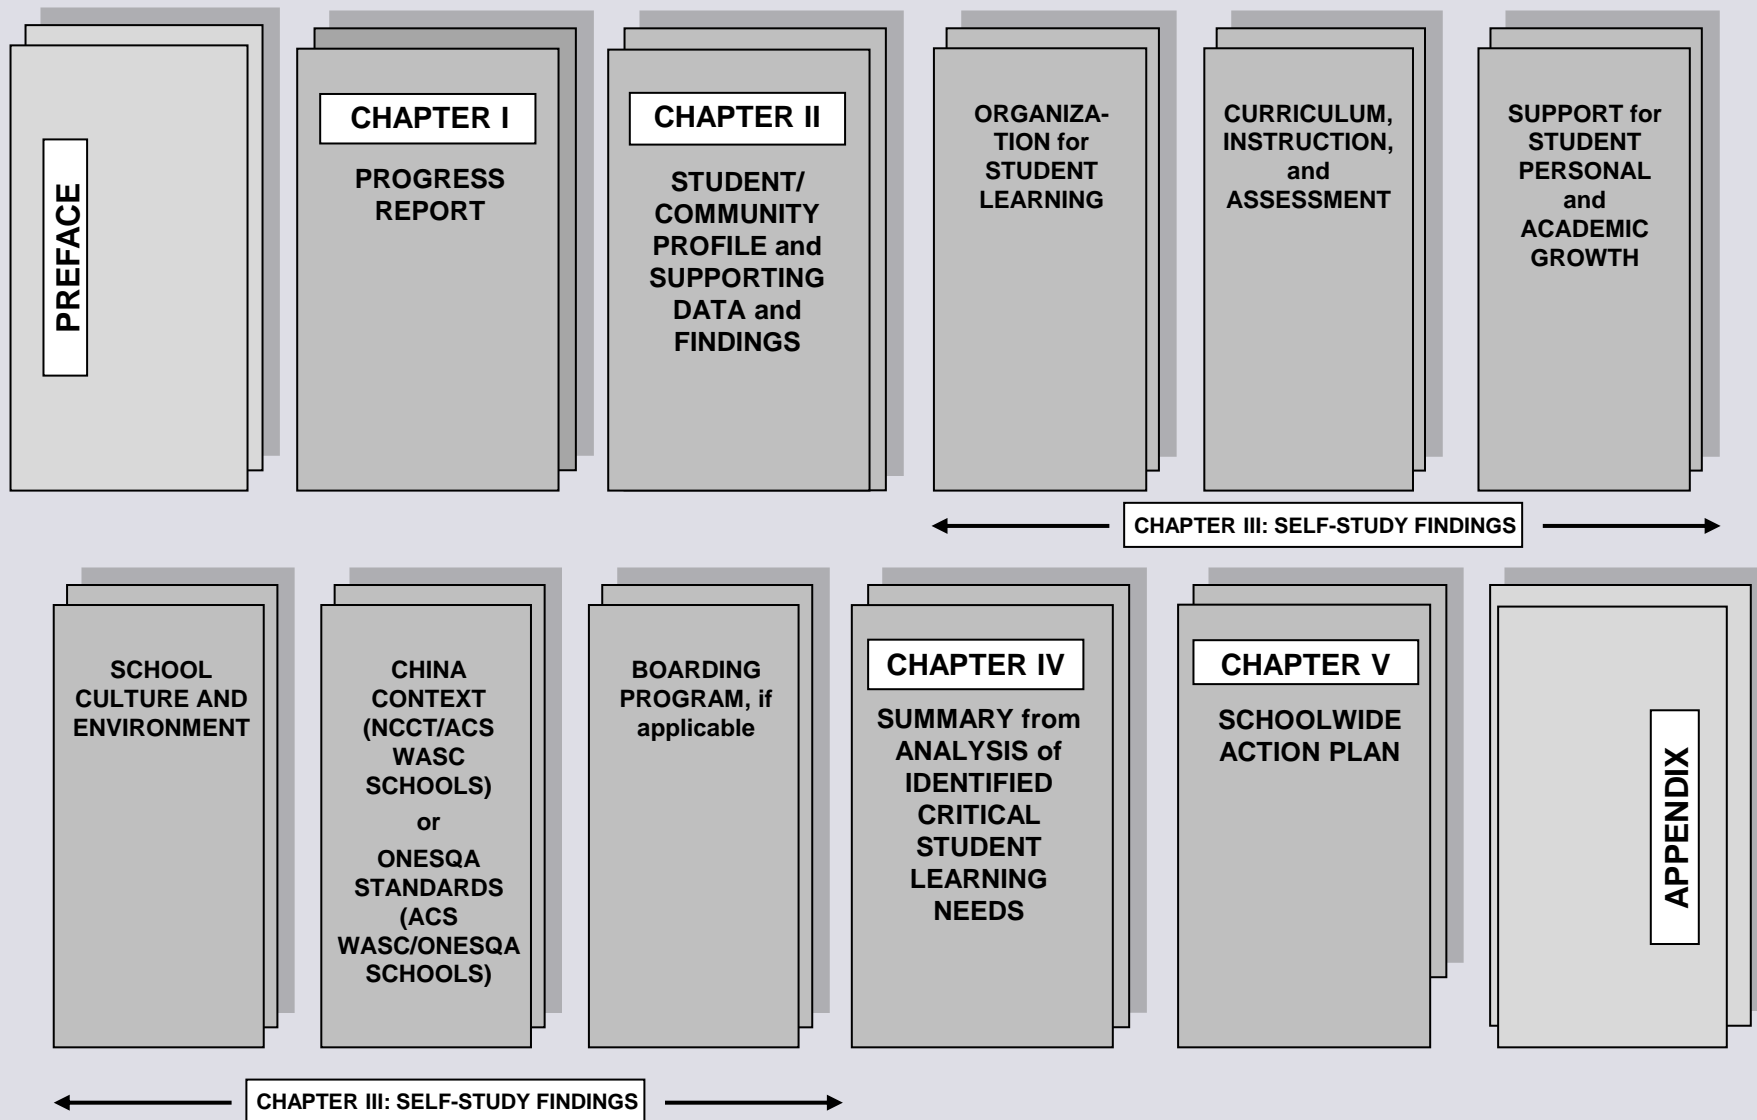 PREFACE
CHAPTER I
PROGRESS
REPORT
CHAPTER II
STUDENT/
COMMUNITY
PROFILE and
SUPPORTING
DATA and
FINDINGS
ORGANIZA-
TION for
STUDENT
LEARNING
CURRICULUM,
INSTRUCTION,
and
ASSESSMENT
SUPPORT for
STUDENT
PERSONAL
and
ACADEMIC
GROWTH
CHAPTER III: SELF-STUDY FINDINGS
SCHOOL
CULTURE AND
ENVIRONMENT
CHINA
CONTEXT
(NCCT/ACS
WASC
SCHOOLS)
or
ONESQA
STANDARDS
(ACS
WASC/ONESQA
SCHOOLS)
BOARDING
PROGRAM, if
applicable
CHAPTER IV
SUMMARY from
ANALYSIS of
IDENTIFIED
CRITICAL
STUDENT
LEARNING
NEEDS
CHAPTER V
SCHOOLWIDE
ACTION PLAN
APPENDIX
CHAPTER III: SELF-STUDY FINDINGS